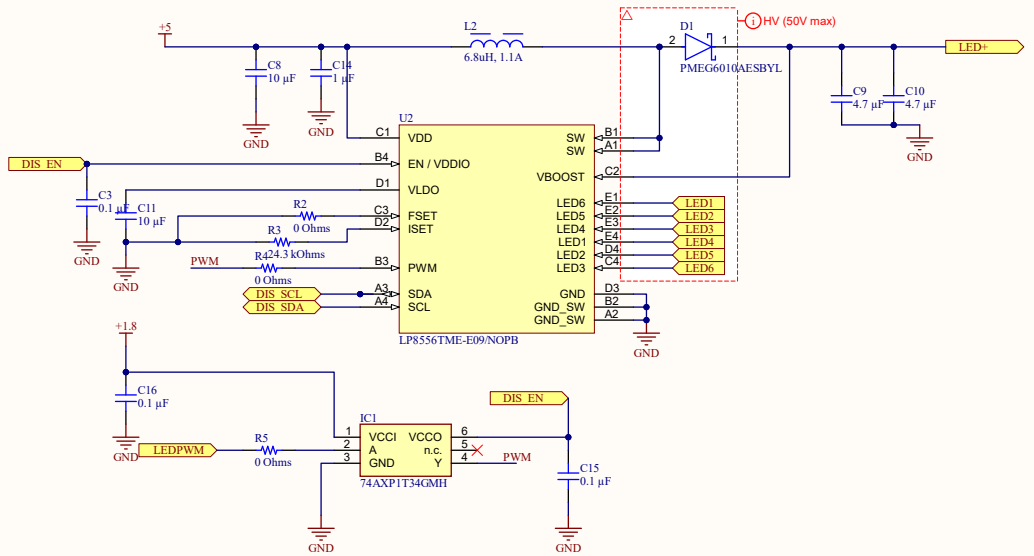 +5
L2
6.8uH, 1.1A
D1
2
1
PMEG6010AESBYL
i HV (50V max)
LED+
C8
10 µF
GND
C14
1 µF
GND
C9
4.7 µF
C10
4.7 µF
GND
U2
C1 VDD
B4 EN / VDDIO
D1 VLDO
C3 FSET
D2 ISET
B3 PWM
A3 SDA
A4 SCL
SW B1
SW A1
VBOOST C2
LED6 E1 LED1
LED5 E2 LED2
LED4 E3 LED3
LED1 E4 LED4
LED2 D4 LED5
LED3 C4 LED6
GND D3
GND_SW B2
GND_SW A2
GND
LP8556TME-E09/NOPB
DIS_EN
C3
0.1 µF
GND
C11
10 µF
GND
R2
0 Ohms
R3
24.3 kOhms
PWM
R4
0 Ohms
DIS_SCL
DIS_SDA
+1.8
C16
0.1 µF
GND
LEDPWM
R5
0 Ohms
IC1
1 VCCI VCCO 6
2 A n.c. 5
3 GND Y 4
74AXP1T34GMH
GND
DIS_EN
PWM
C15
0.1 µF
GND